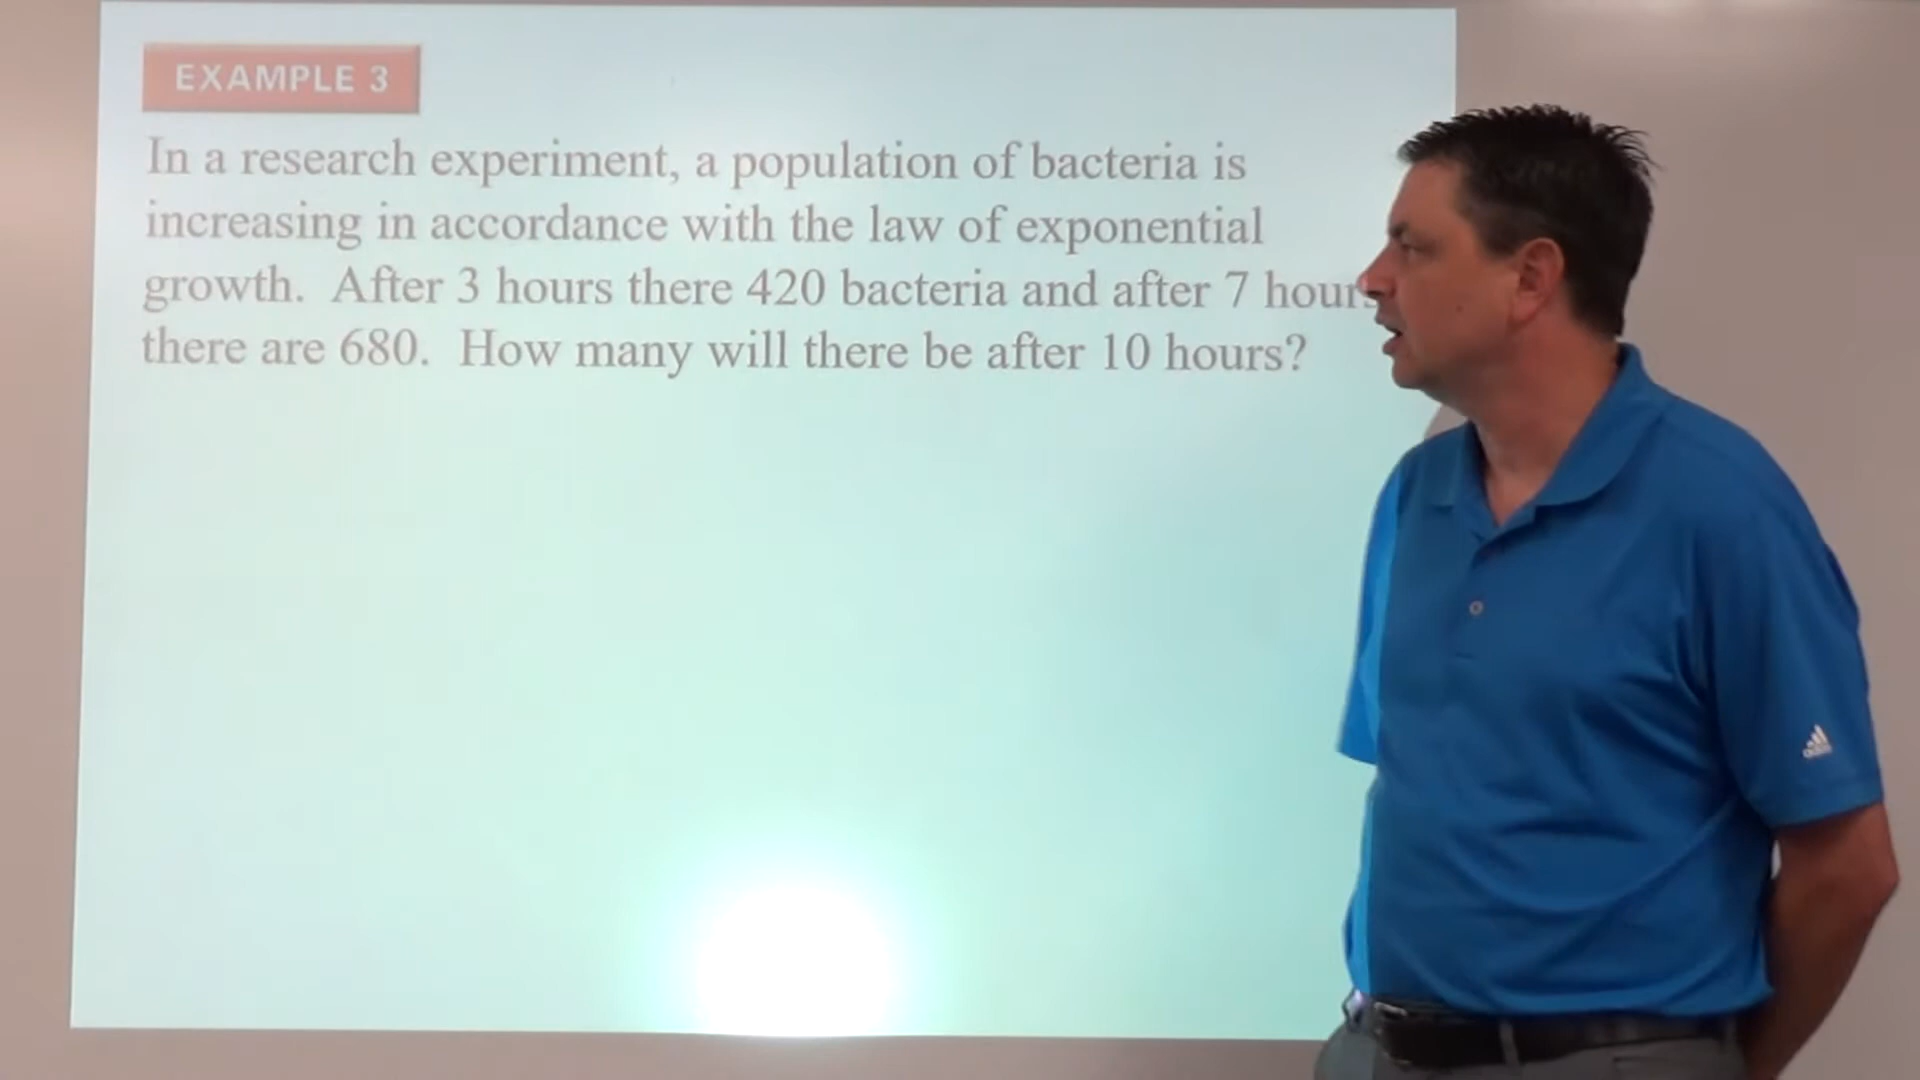 EXAMPLE 3
In a research experiment, a population of bacteria is
increasing in accordance with the law of exponential
growth. After 3 hours there 420 bacteria and after 7 hours
there are 680. How many will there be after 10 hours?
adidas